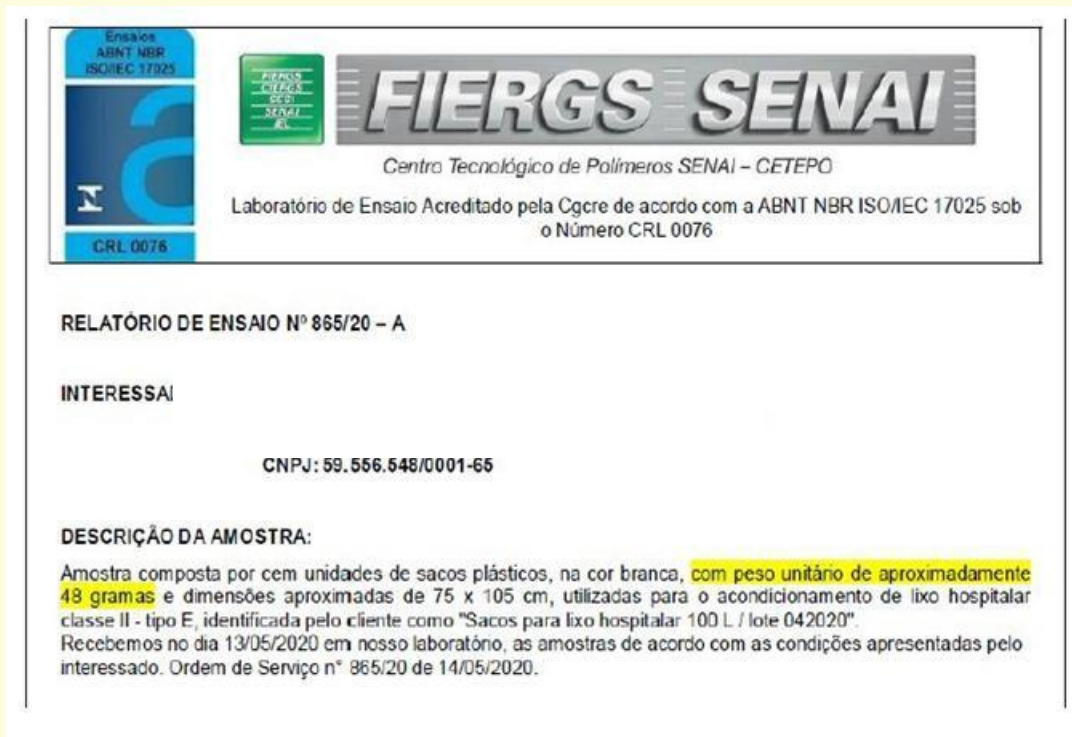 Ensaios
ABNT NBR
ISO/IEC 17025
CRL 0076
FIERGS
CIERGS
SESI
SENAI
IEL
FIERGS SENAI
Centro Tecnológico de Polímeros SENAI – CETEPO
Laboratório de Ensaio Acreditado pela Cgcre de acordo com a ABNT NBR ISO/IEC 17025 sob
o Número CRL 0076
RELATÓRIO DE ENSAIO Nº 865/20 – A
INTERESSA
CNPJ: 59.556.548/0001-65
DESCRIÇÃO DA AMOSTRA:
Amostra composta por cem unidades de sacos plásticos, na cor branca, com peso unitário de aproximadamente
48 gramas e dimensões aproximadas de 75 x 105 cm, utilizadas para o acondicionamento de lixo hospitalar
classe II - tipo E, identificada pelo cliente como "Sacos para lixo hospitalar 100 L / lote 042020".
Recebemos no dia 13/05/2020 em nosso laboratório, as amostras de acordo com as condições apresentadas pelo
interessado. Ordem de Serviço n° 865/20 de 14/05/2020.